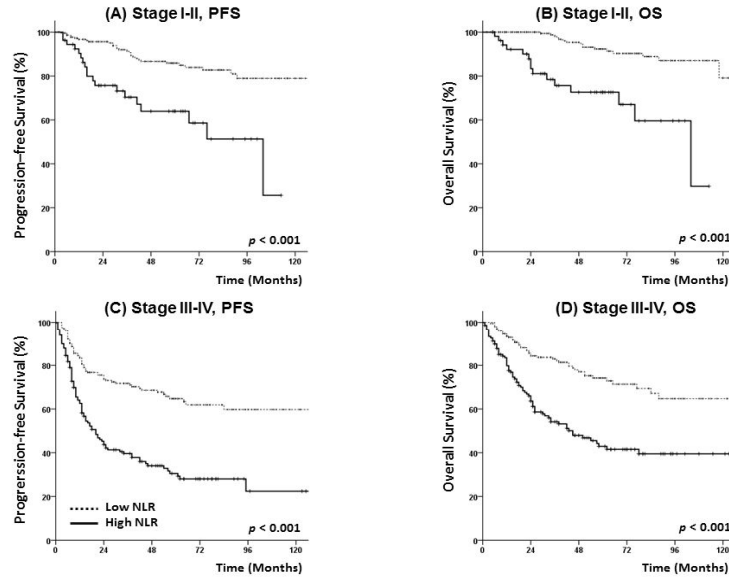 (A) Stage I-II, PFS
Progression-free Survival (%)
100
80
60
40
20
0
p < 0.001
0 24 48 72 96 120
Time (Months)
(B) Stage I-II, OS
Overall Survival (%)
100
80
60
40
20
0
p < 0.001
0 24 48 72 96 120
Time (Months)
(C) Stage III-IV, PFS
Progrerssion-free Survival (%)
100
80
60
40
20
0
Low NLR
High NLR
p < 0.001
0 24 48 72 96 120
Time (Months)
(D) Stage III-IV, OS
Overall Survival (%)
100
80
60
40
20
0
p < 0.001
0 24 48 72 96 120
Time (Months)